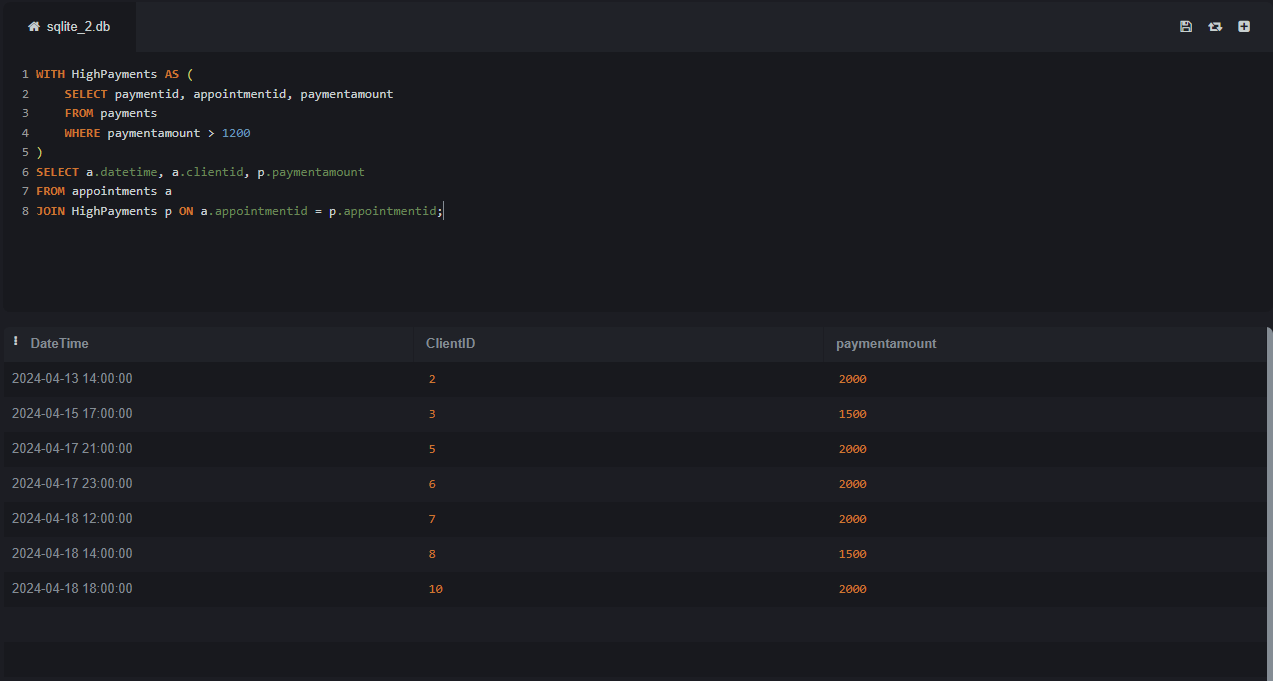 sqlite_2.db
1 WITH HighPayments AS (
2     SELECT paymentid, appointmentid, paymentamount
3     FROM payments
4     WHERE paymentamount > 1200
5 )
6 SELECT a.datetime, a.clientid, p.paymentamount
7 FROM appointments a
8 JOIN HighPayments p ON a.appointmentid = p.appointmentid;
DateTime ClientID paymentamount
2024-04-13 14:00:00 2 2000
2024-04-15 17:00:00 3 1500
2024-04-17 21:00:00 5 2000
2024-04-17 23:00:00 6 2000
2024-04-18 12:00:00 7 2000
2024-04-18 14:00:00 8 1500
2024-04-18 18:00:00 10 2000